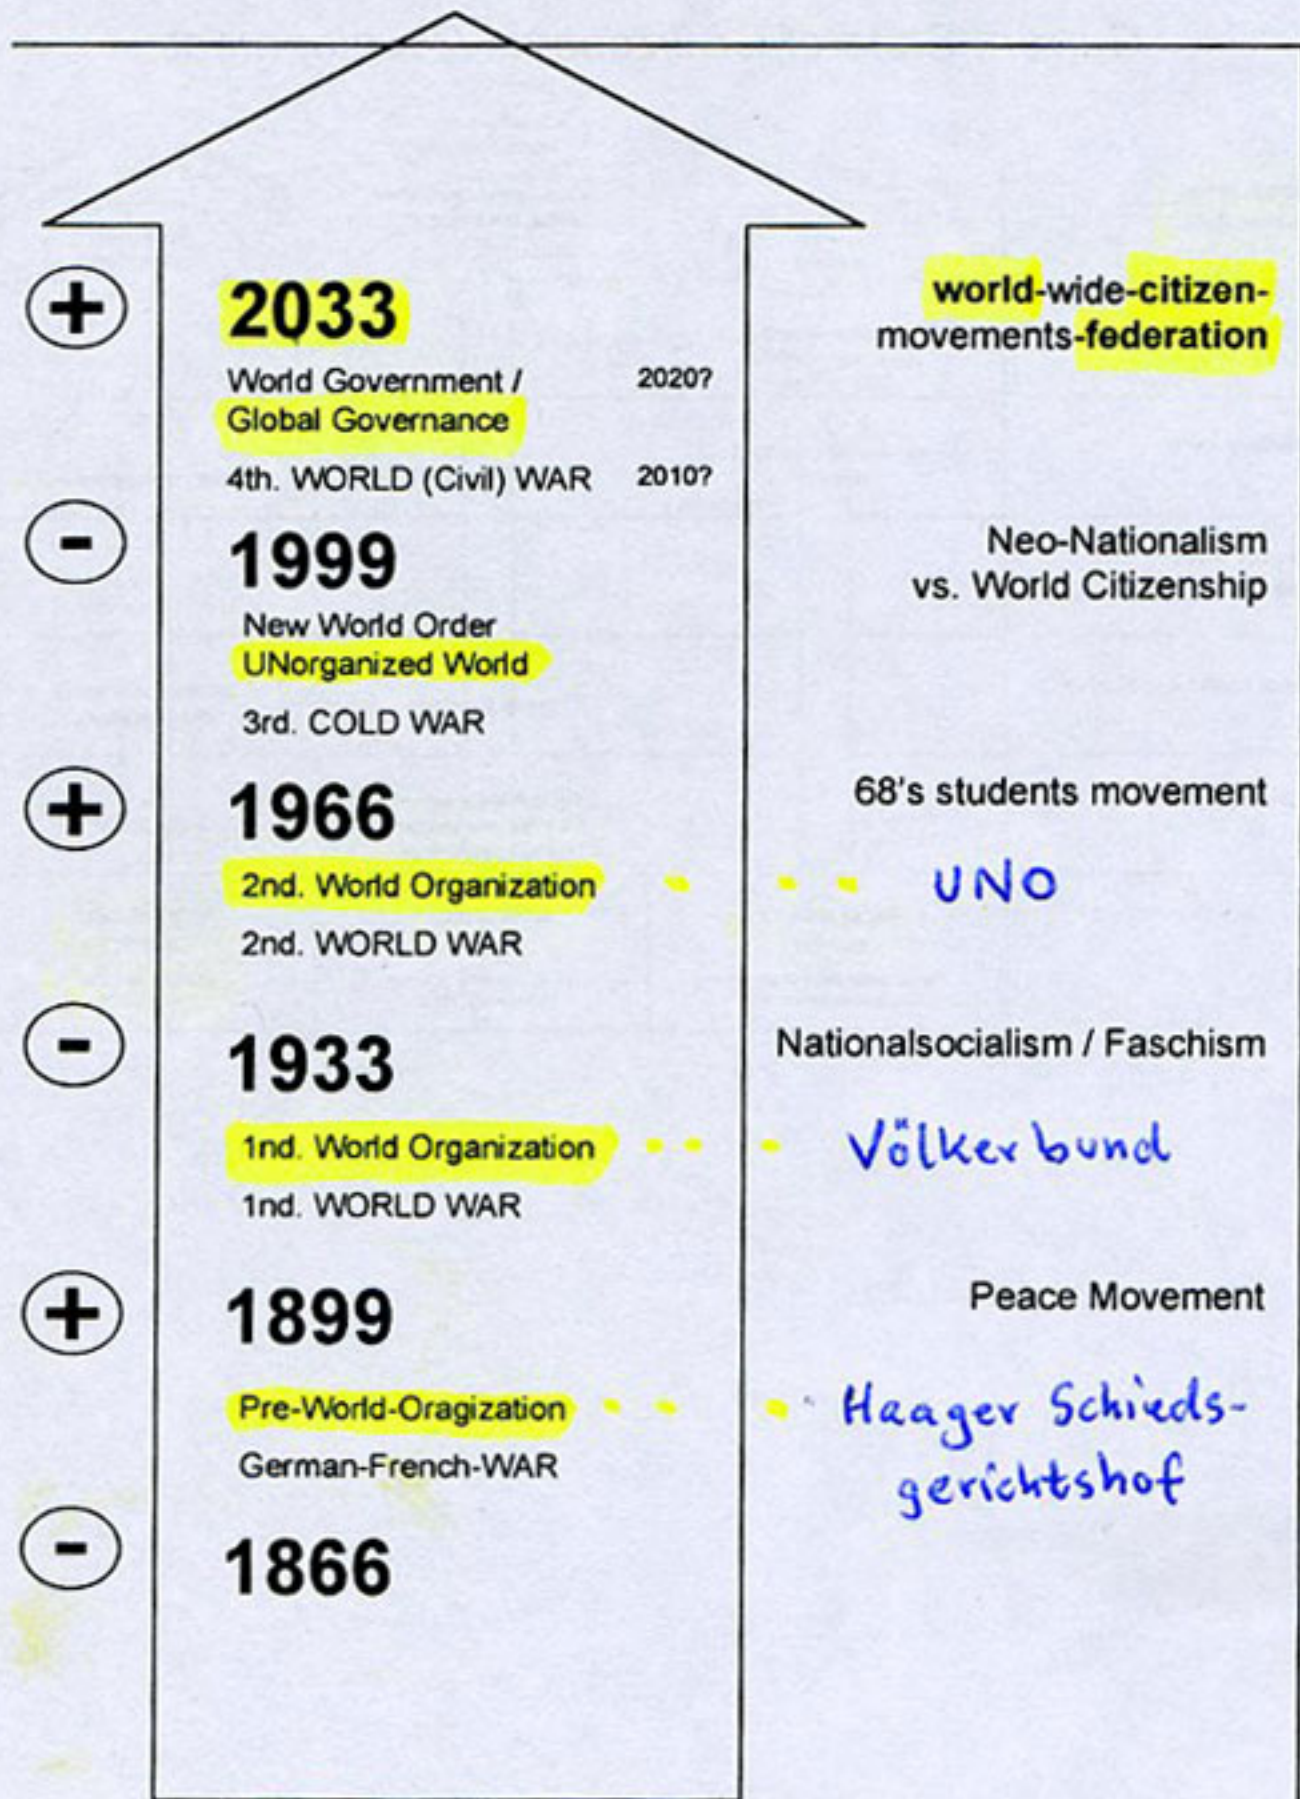 +
2033
world-wide-citizen-
movements-federation
World Government /
2020?
Global Governance
4th. WORLD (Civil) WAR
2010?
-
1999
Neo-Nationalism
vs. World Citizenship
New World Order
UNorganized World
3rd. COLD WAR
+
1966
68's students movement
2nd. World Organization
UNO
2nd. WORLD WAR
-
1933
Nationalsocialism / Faschism
1nd. World Organization
Völkerbund
1nd. WORLD WAR
+
1899
Peace Movement
Pre-World-Oragization
Haager Schieds-
gerichtshof
German-French-WAR
-
1866